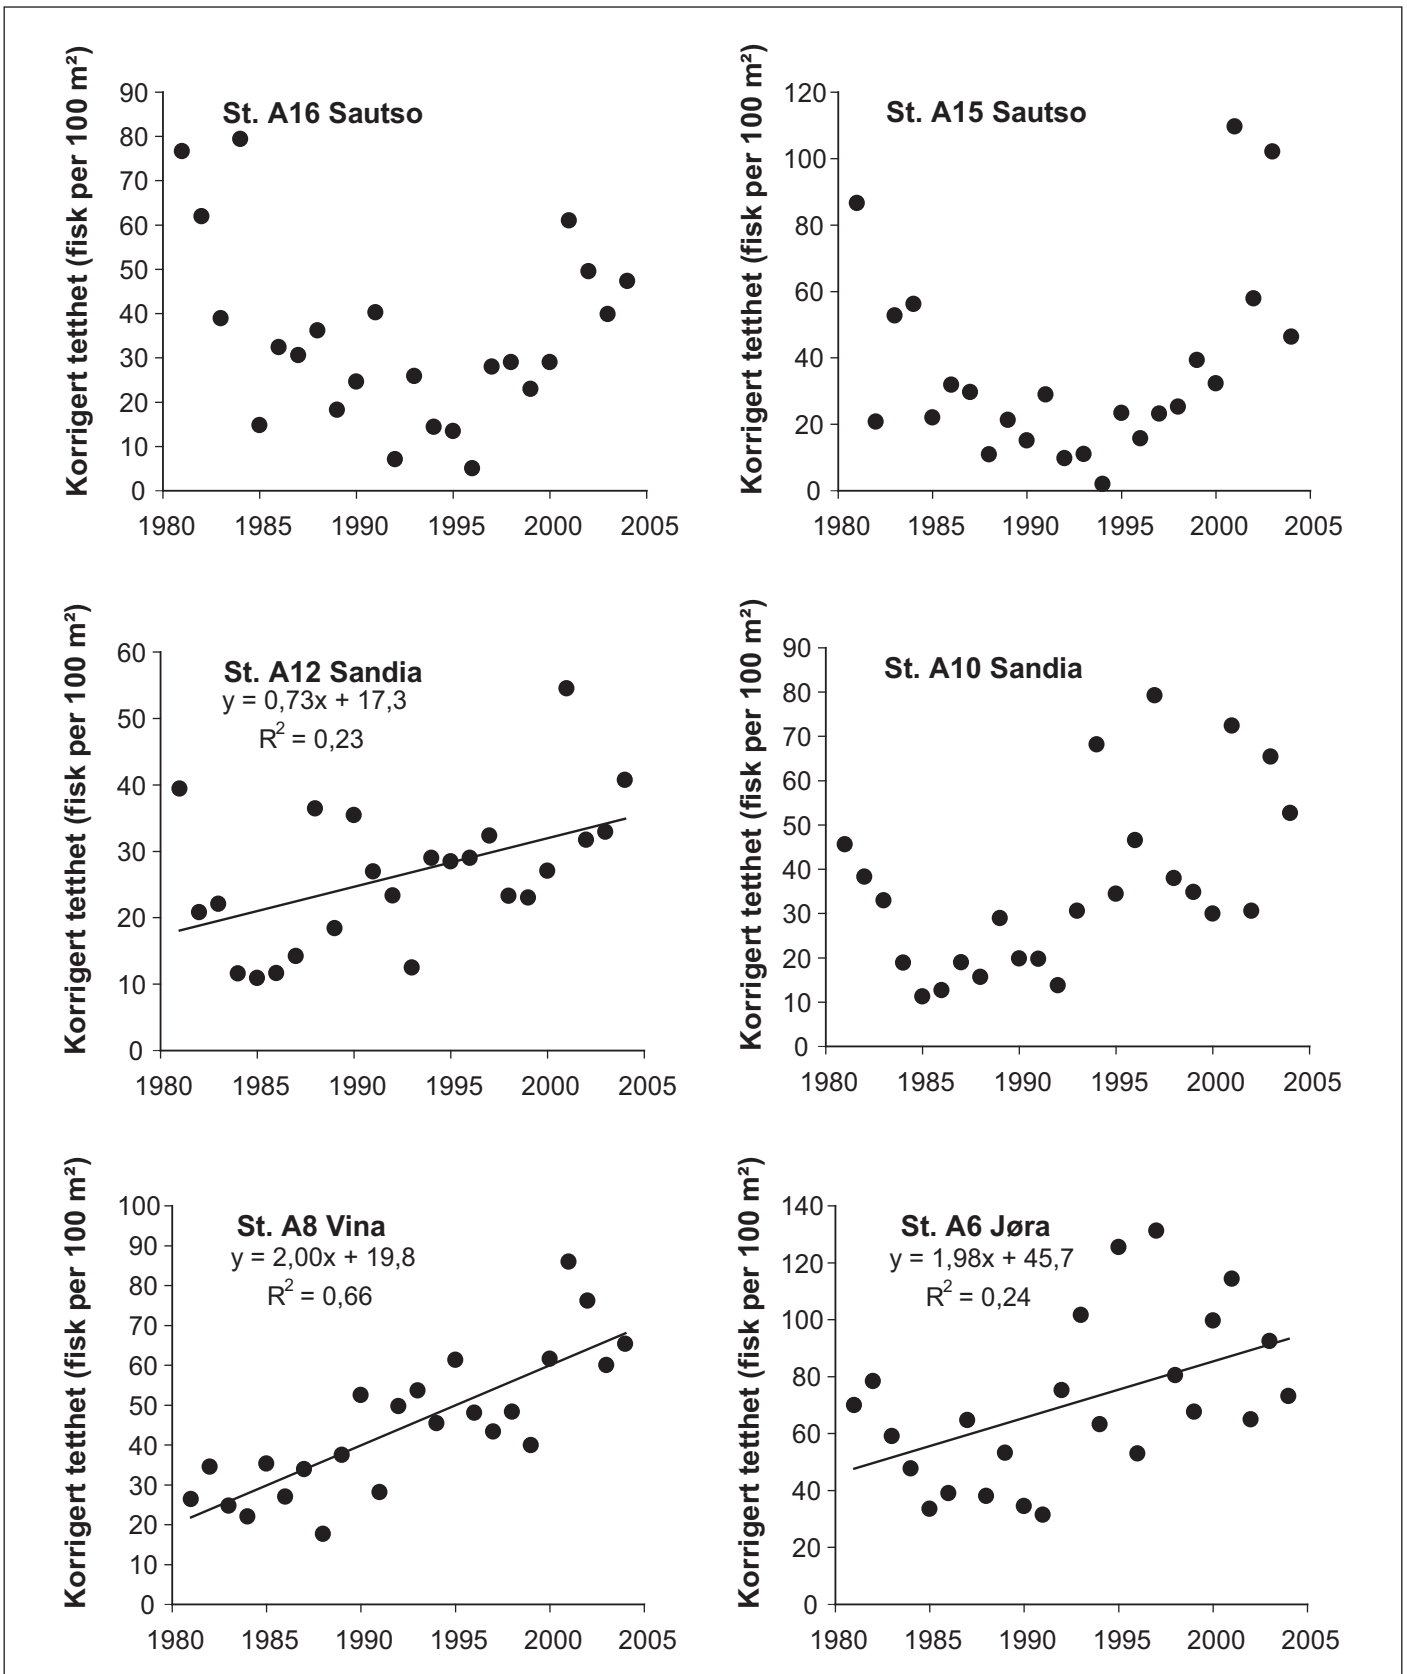 Korrigert tetthet (fisk per 100 m²)
St. A16 Sautso
90
80
70
60
50
40
30
20
10
0
1980 1985 1990 1995 2000 2005
Korrigert tetthet (fisk per 100 m²)
St. A15 Sautso
120
100
80
60
40
20
0
1980 1985 1990 1995 2000 2005
Korrigert tetthet (fisk per 100 m²)
St. A12 Sandia
y = 0,73x + 17,3
R² = 0,23
60
50
40
30
20
10
0
1980 1985 1990 1995 2000 2005
Korrigert tetthet (fisk per 100 m²)
St. A10 Sandia
90
80
70
60
50
40
30
20
10
0
1980 1985 1990 1995 2000 2005
Korrigert tetthet (fisk per 100 m²)
St. A8 Vina
y = 2,00x + 19,8
R² = 0,66
100
90
80
70
60
50
40
30
20
10
0
1980 1985 1990 1995 2000 2005
Korrigert tetthet (fisk per 100 m²)
St. A6 Jøra
y = 1,98x + 45,7
R² = 0,24
140
120
100
80
60
40
20
0
1980 1985 1990 1995 2000 2005